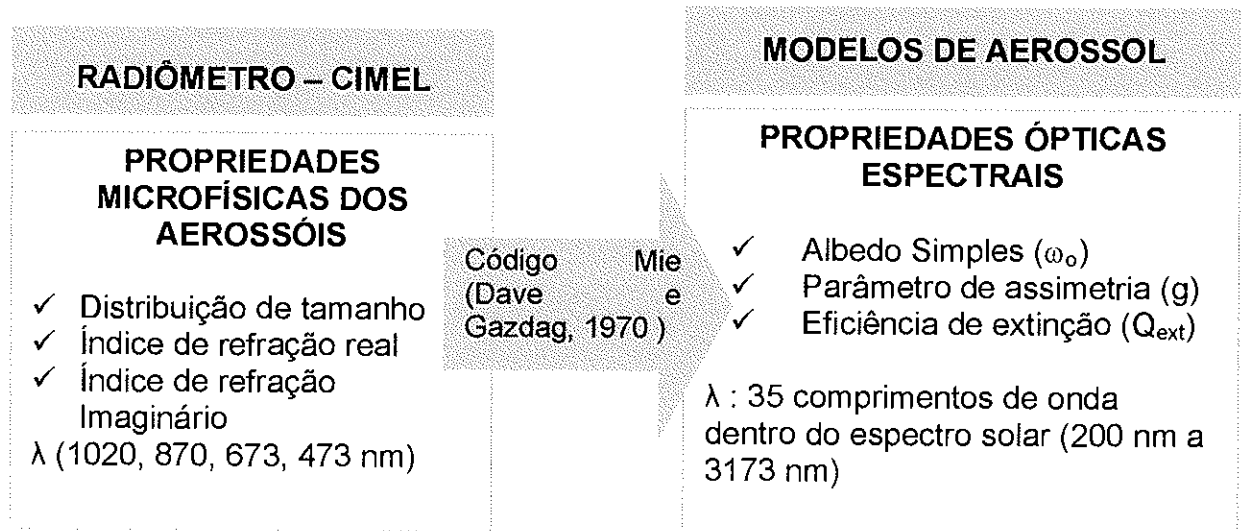 RADIÔMETRO – CIMEL
PROPRIEDADES
MICROFÍSICAS DOS
AEROSSÓIS
✓ Distribuição de tamanho
✓ Índice de refração real
✓ Índice de refração
Imaginário
λ (1020, 870, 673, 473 nm)
Código Mie
(Dave e
Gazdag, 1970 )
MODELOS DE AEROSSOL
PROPRIEDADES ÓPTICAS
ESPECTRAIS
✓ Albedo Simples (ω₀)
✓ Parâmetro de assimetria (g)
✓ Eficiência de extinção (Qext)
λ : 35 comprimentos de onda
dentro do espectro solar (200 nm a
3173 nm)